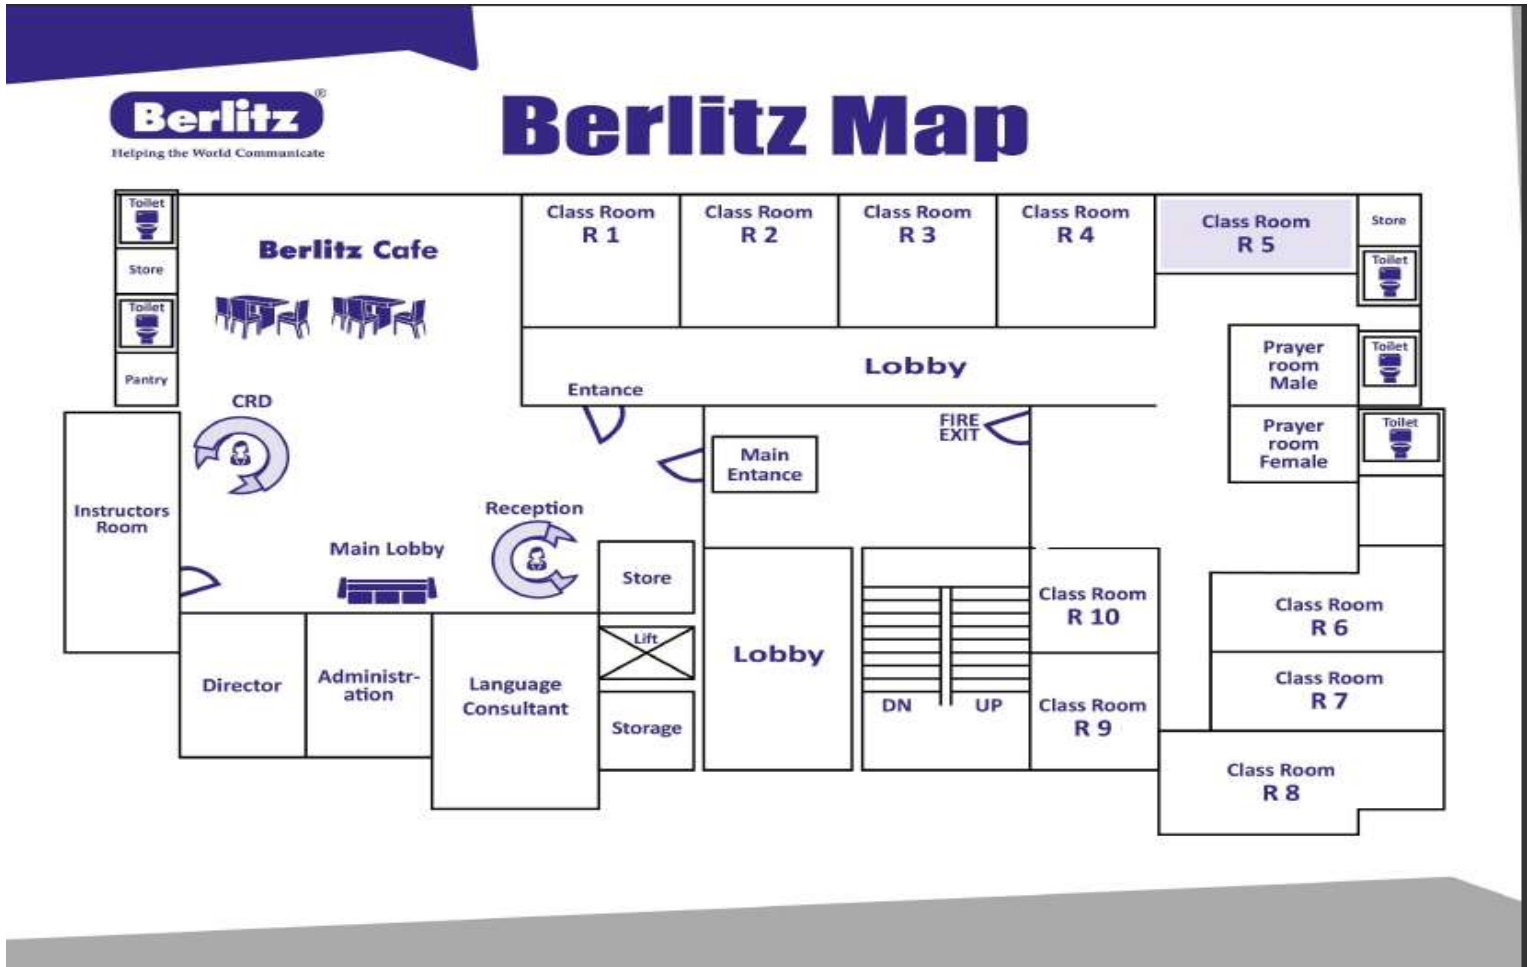 Berlitz®
Helping the World Communicate
Berlitz Map
Toilet
Store
Toilet
Pantry
Berlitz Cafe
Class Room
R 1
Class Room
R 2
Class Room
R 3
Class Room
R 4
Class Room
R 5
Store
Toilet
Lobby
Entance
Prayer
room
Male
Toilet
CRD
FIRE
EXIT
Main
Entance
Prayer
room
Female
Toilet
Instructors
Room
Reception
Main Lobby
Store
Lift
Storage
Director
Administr-
ation
Language
Consultant
Lobby
DN
UP
Class Room
R 10
Class Room
R 9
Class Room
R 6
Class Room
R 7
Class Room
R 8